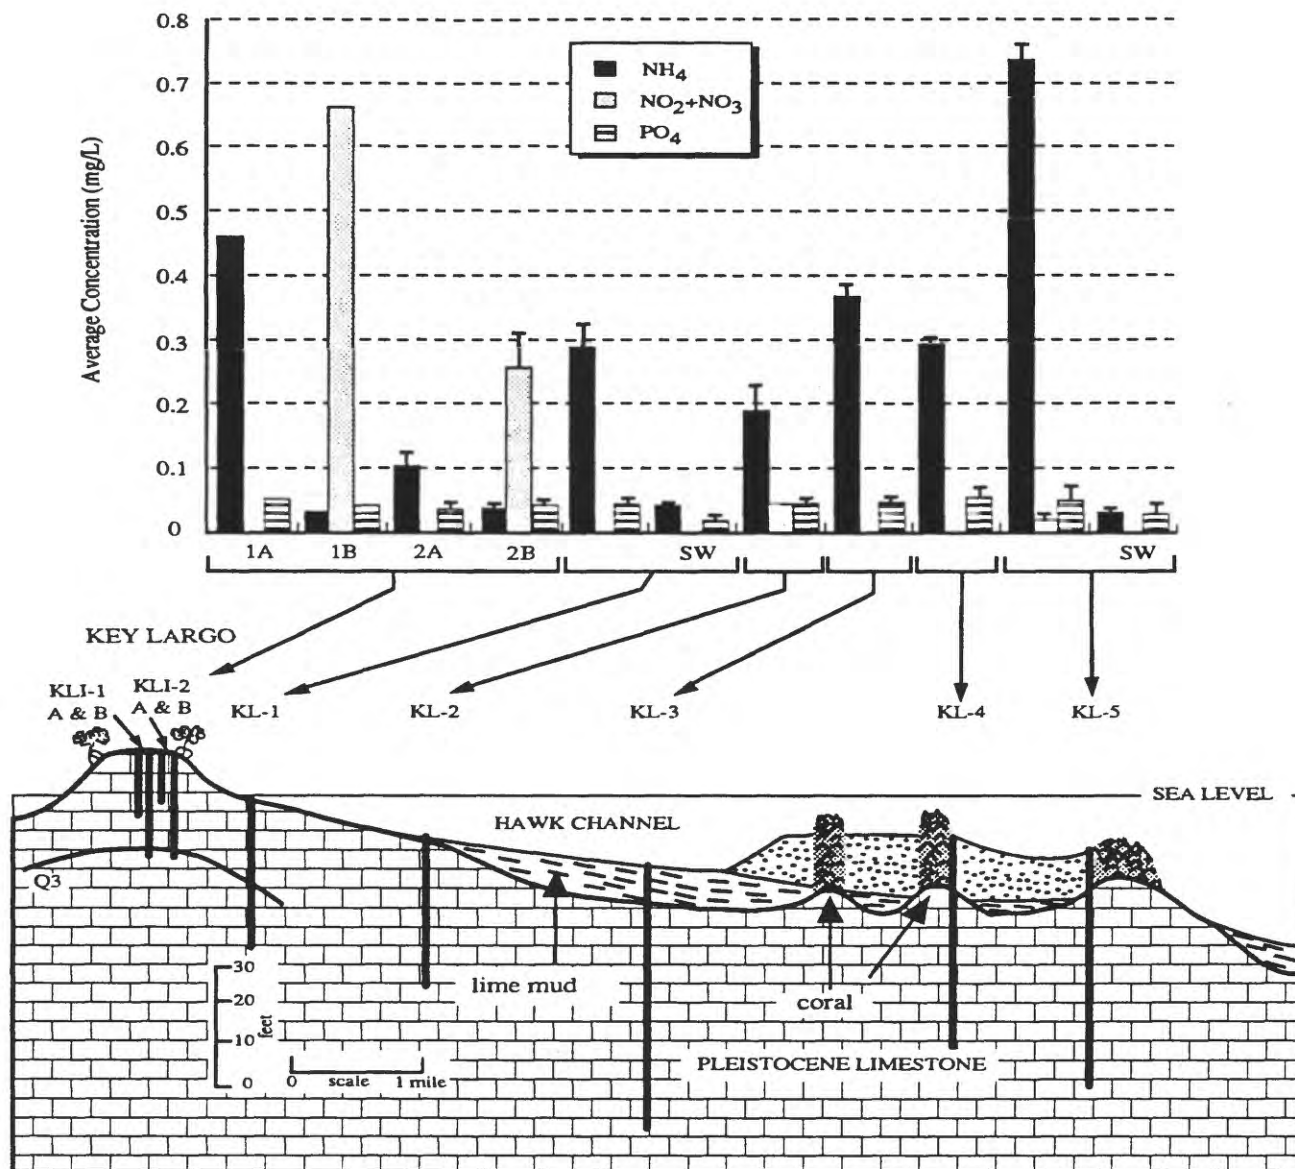 0.8
0.7
0.6
0.5
0.4
0.3
0.2
0.1
0
Average Concentration (mg/L)
NH4
NO2+NO3
PO4
1A 1B 2A 2B SW SW
KEY LARGO
KLI-1 A & B
KLI-2 A & B
KL-1 KL-2 KL-3 KL-4 KL-5
SEA LEVEL
HAWK CHANNEL
Q3
30
20
10
0
feet
lime mud
coral
0 scale 1 mile
PLEISTOCENE LIMESTONE